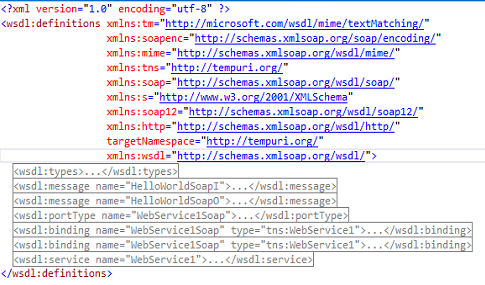 <?xml version="1.0" encoding="utf-8" ?>
<wsdl:definitions xmlns:tm="http://microsoft.com/wsdl/mime/textMatching/"
xmlns:soapenc="http://schemas.xmlsoap.org/soap/encoding/"
xmlns:mime="http://schemas.xmlsoap.org/wsdl/mime/"
xmlns:tns="http://tempuri.org/"
xmlns:soap="http://schemas.xmlsoap.org/wsdl/soap/"
xmlns:s="http://www.w3.org/2001/XMLSchema"
xmlns:soap12="http://schemas.xmlsoap.org/wsdl/soap12/"
xmlns:http="http://schemas.xmlsoap.org/wsdl/http/"
targetNamespace="http://tempuri.org/"
xmlns:wsdl="http://schemas.xmlsoap.org/wsdl/">
<wsdl:types>...</wsdl:types>
<wsdl:message name="HelloWorldSoapI">...</wsdl:message>
<wsdl:message name="HelloWorldSoapO">...</wsdl:message>
<wsdl:portType name="WebService1Soap">...</wsdl:portType>
<wsdl:binding name="WebService1Soap" type="tns:WebService1">...</wsdl:binding>
<wsdl:binding name="WebService1Soap" type="tns:WebService1">...</wsdl:binding>
<wsdl:service name="WebService1">...</wsdl:service>
</wsdl:definitions>